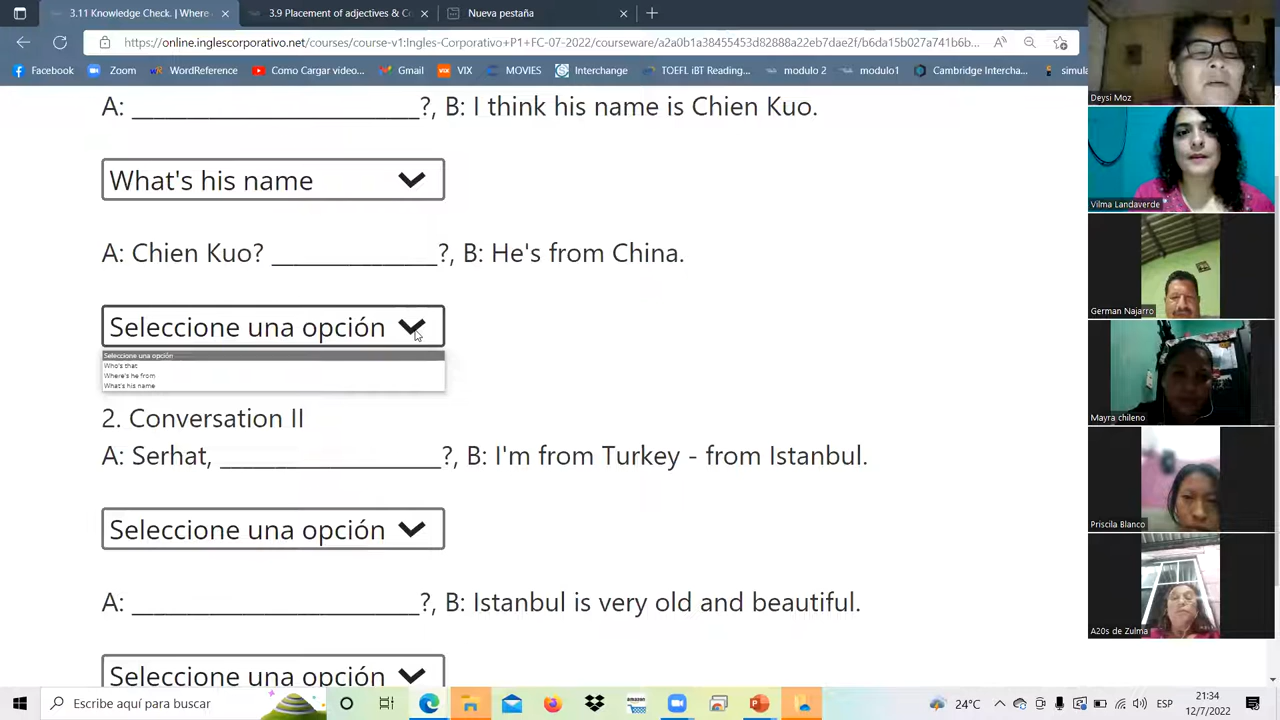 3.11 Knowledge Check. | Where
3.9 Placement of adjectives & Co
Nueva pestaña
https://online.inglescorporativo.net/courses/course-v1:Ingles-Corporativo+P1+FC-07-2022/courseware/a2a0b1a38455453d82888a22eb7dae2f/b6da15b027a741b6b...
Facebook
Zoom
WordReference
Como Cargar vídeo...
Gmail
VIX
MOVIES
Interchange
TOEFL iBT Reading...
modulo 2
modulo1
Cambridge Intercha...
simula
A: ____________________?, B: I think his name is Chien Kuo.
What's his name
A: Chien Kuo? ____________?, B: He's from China.
Seleccione una opción
Seleccione una opción
Who's that
Where's he from
What's his name
2. Conversation II
A: Serhat, ________________?, B: I'm from Turkey - from Istanbul.
Seleccione una opción
A: ____________________?, B: Istanbul is very old and beautiful.
Seleccione una opción
Deysi Moz
Vilma Landaverde
German Najarro
Mayra chileno
Priscila Blanco
A20s de Zulma
Escribe aquí para buscar
24°C
ESP
21:34
12/7/2022